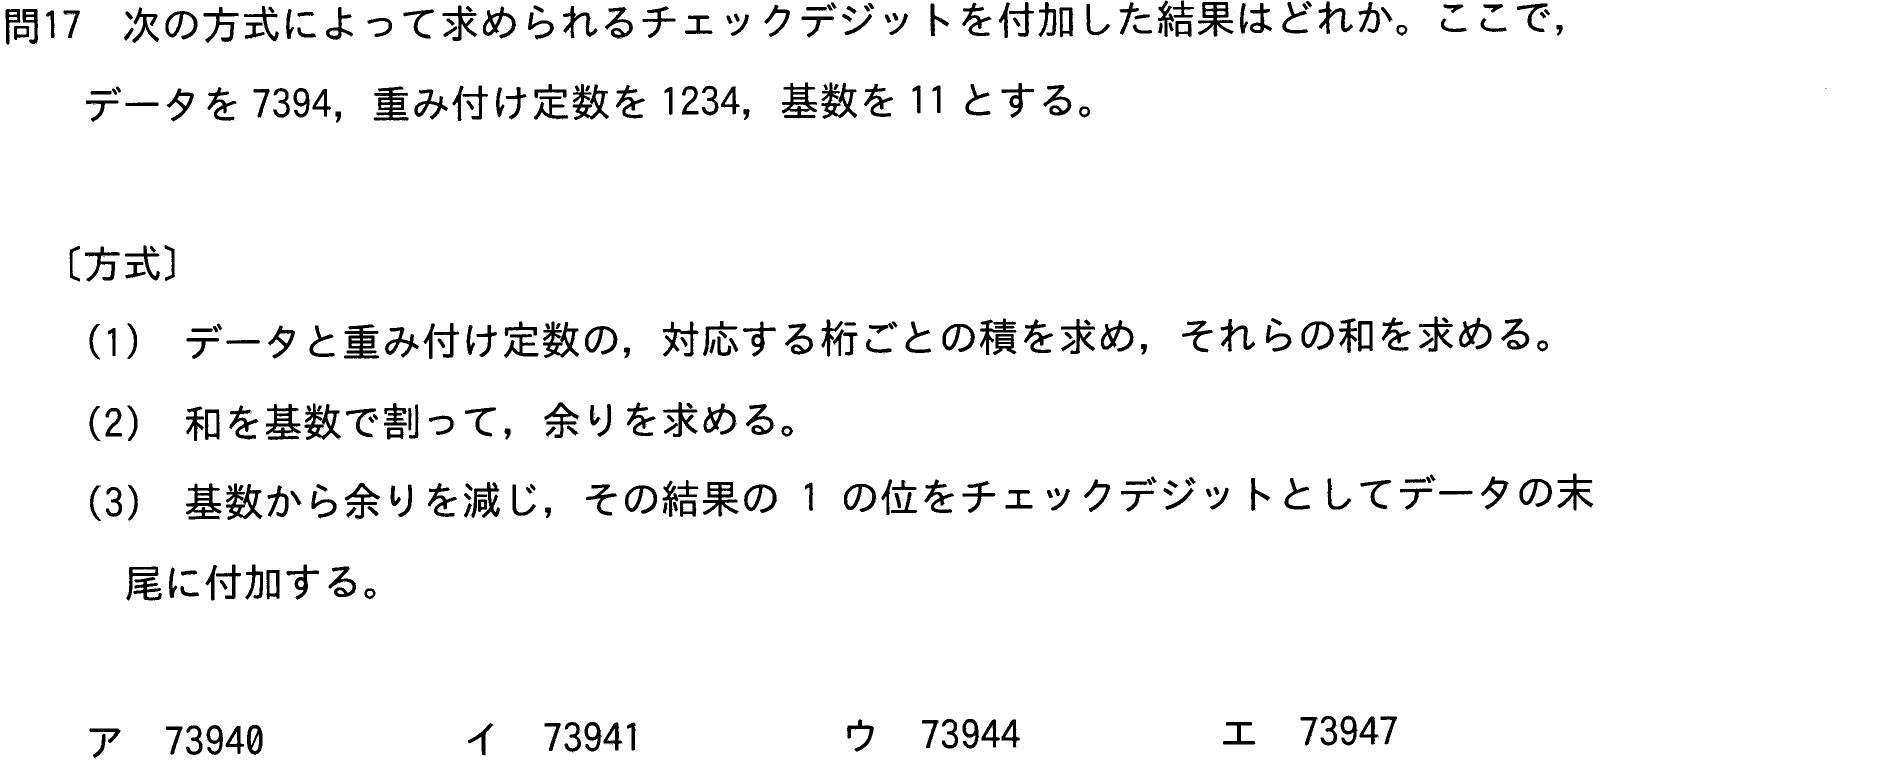 問17 次の方式によって求められるチェックデジットを付加した結果はどれか。ここで，
データを 7394，重み付け定数を 1234，基数を 11 とする。
〔方式〕
(1) データと重み付け定数の，対応する桁ごとの積を求め，それらの和を求める。
(2) 和を基数で割って，余りを求める。
(3) 基数から余りを減じ，その結果の 1 の位をチェックデジットとしてデータの末
尾に付加する。
ア 73940 イ 73941 ウ 73944 エ 73947